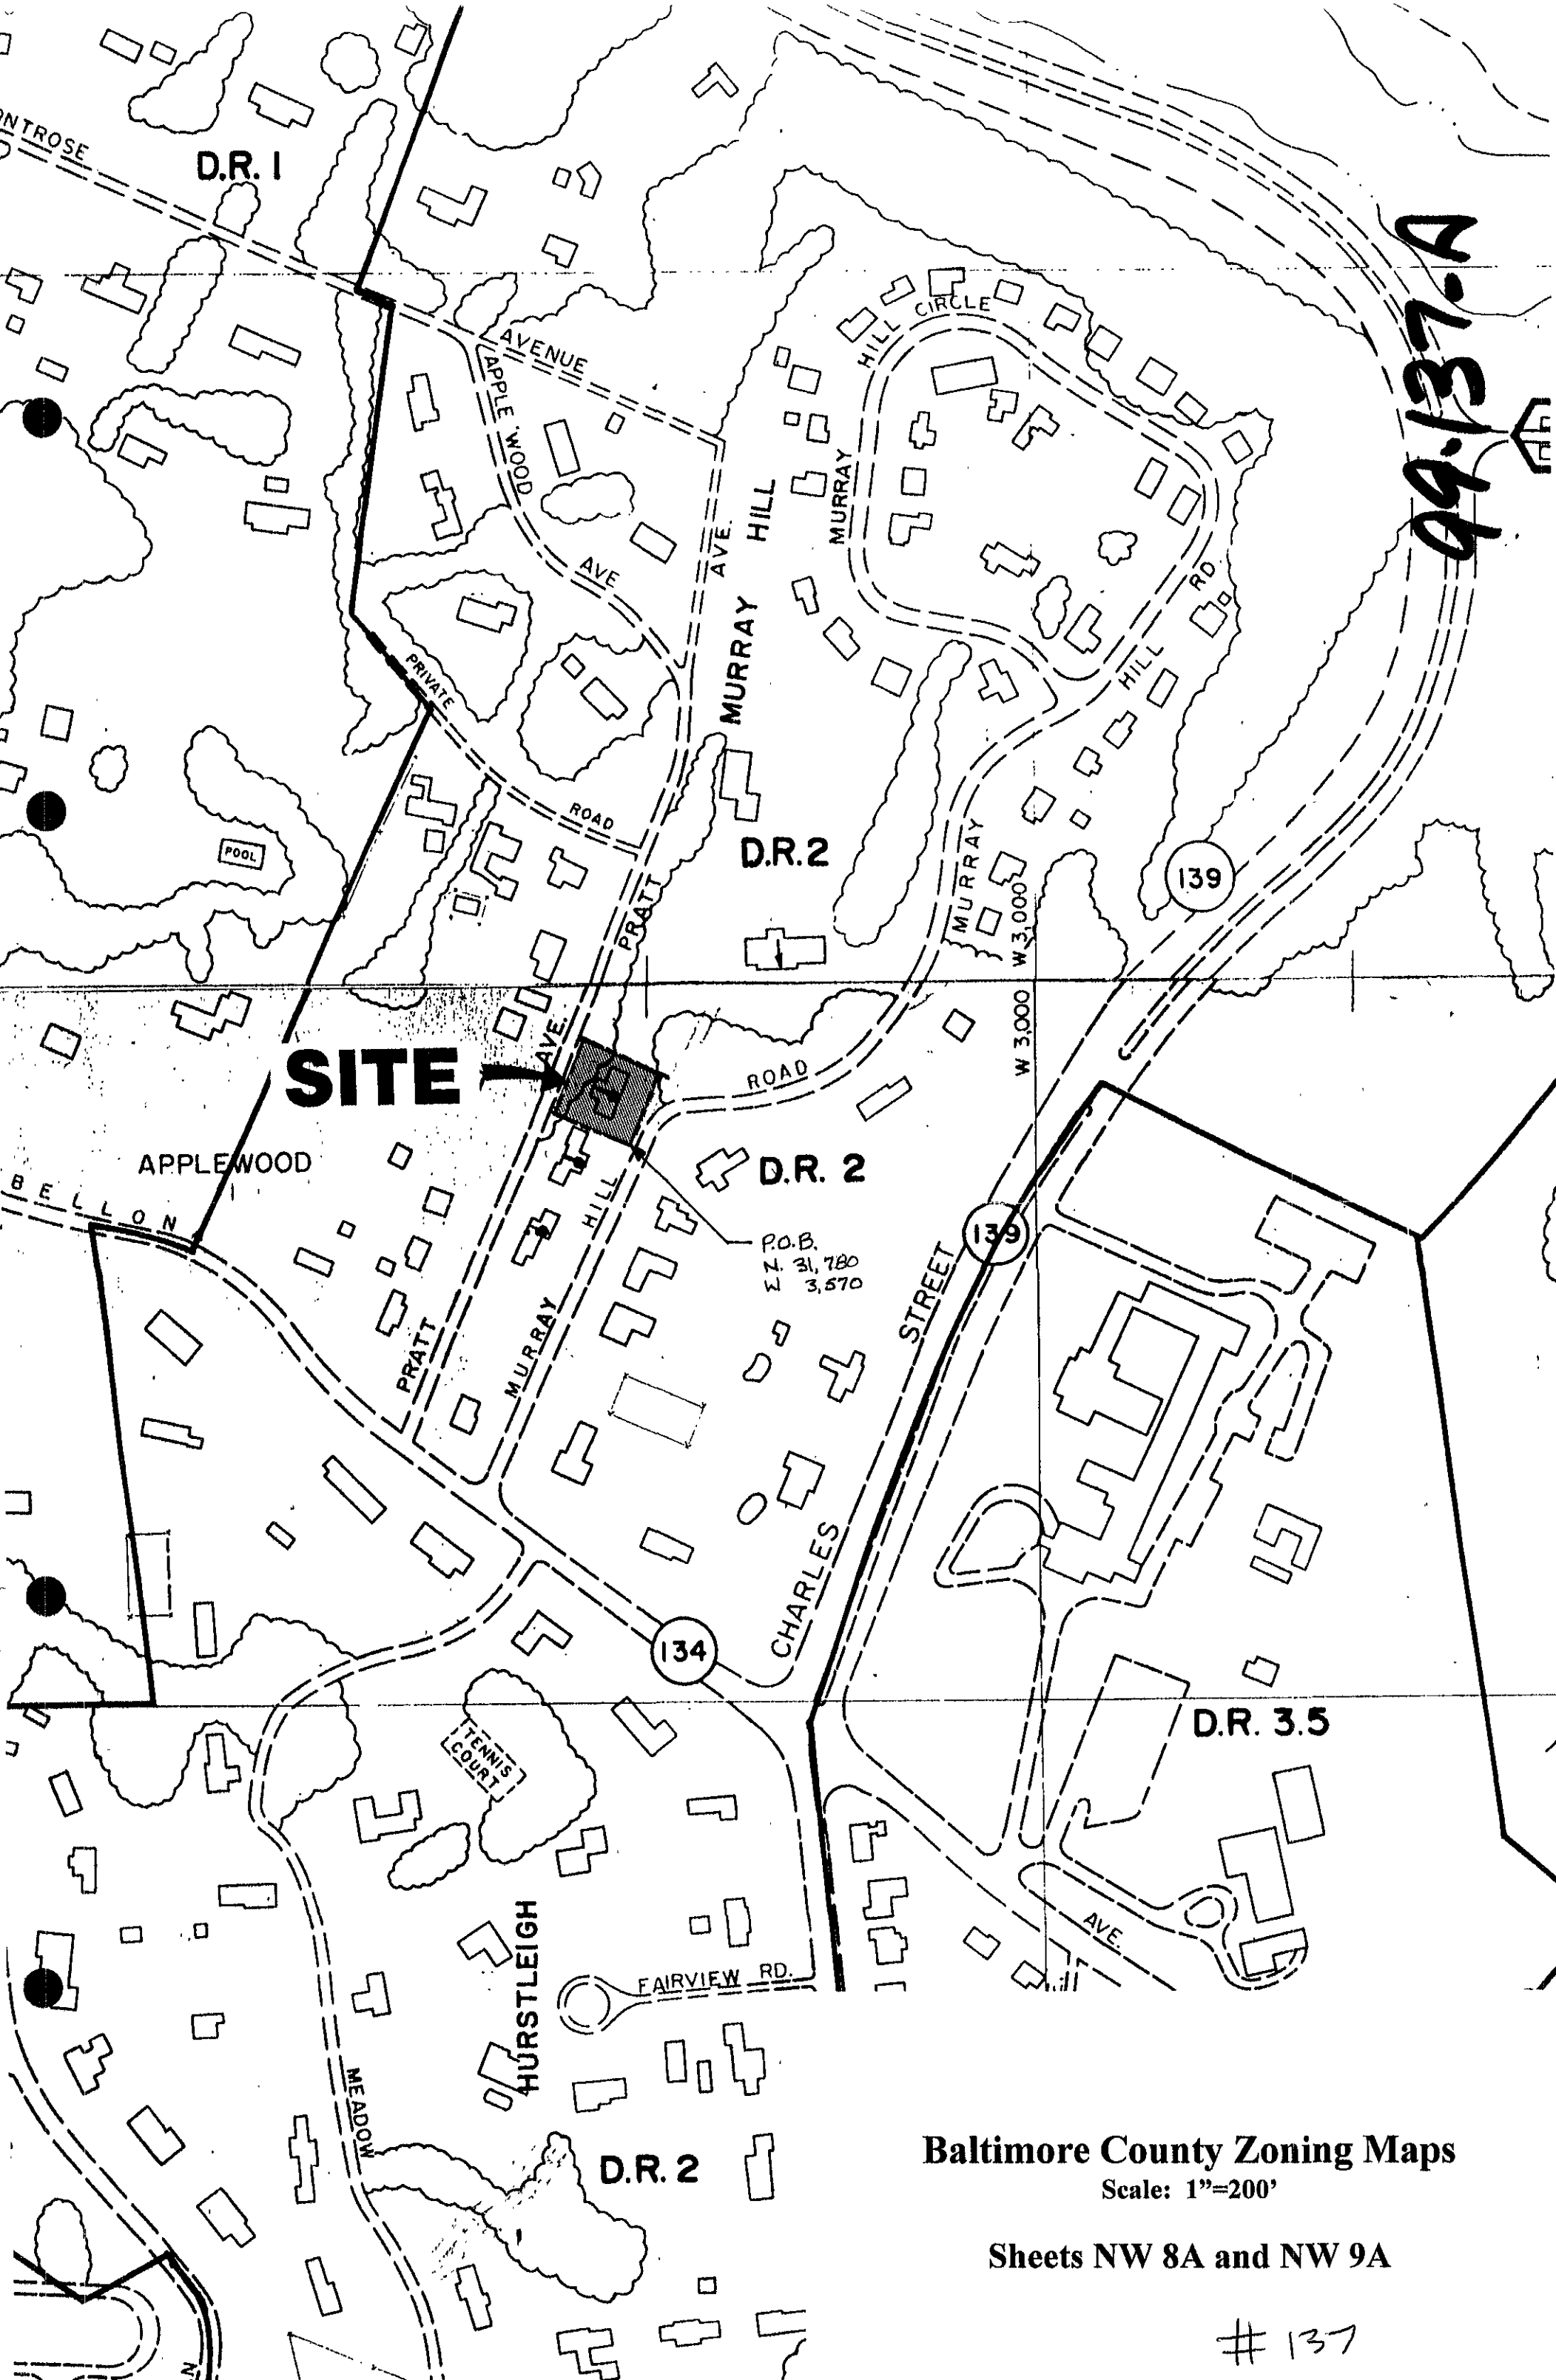 D.R. 1
AVENUE
APPLE WOOD
AVE
AVE.
MURRAY HILL
HILL CIRCLE
MURRAY
HILL RD.
99-137-A
PRIVATE
ROAD
POOL
PRATT
D.R.2
MURRAY
139
W 3,000
W 3,000
AVE.
SITE
ROAD
APPLEWOOD
BELLONA
HILL
D.R. 2
P.O.B.
N. 31,780
W 3,570
139
STREET
PRATT
MURRAY
CHARLES
134
TENNIS
COURT
D.R. 3.5
AVE.
HURSTLEIGH
FAIRVIEW RD.
MEADOW
D.R. 2
Baltimore County Zoning Maps
Scale: 1"=200'
Sheets NW 8A and NW 9A
# 137